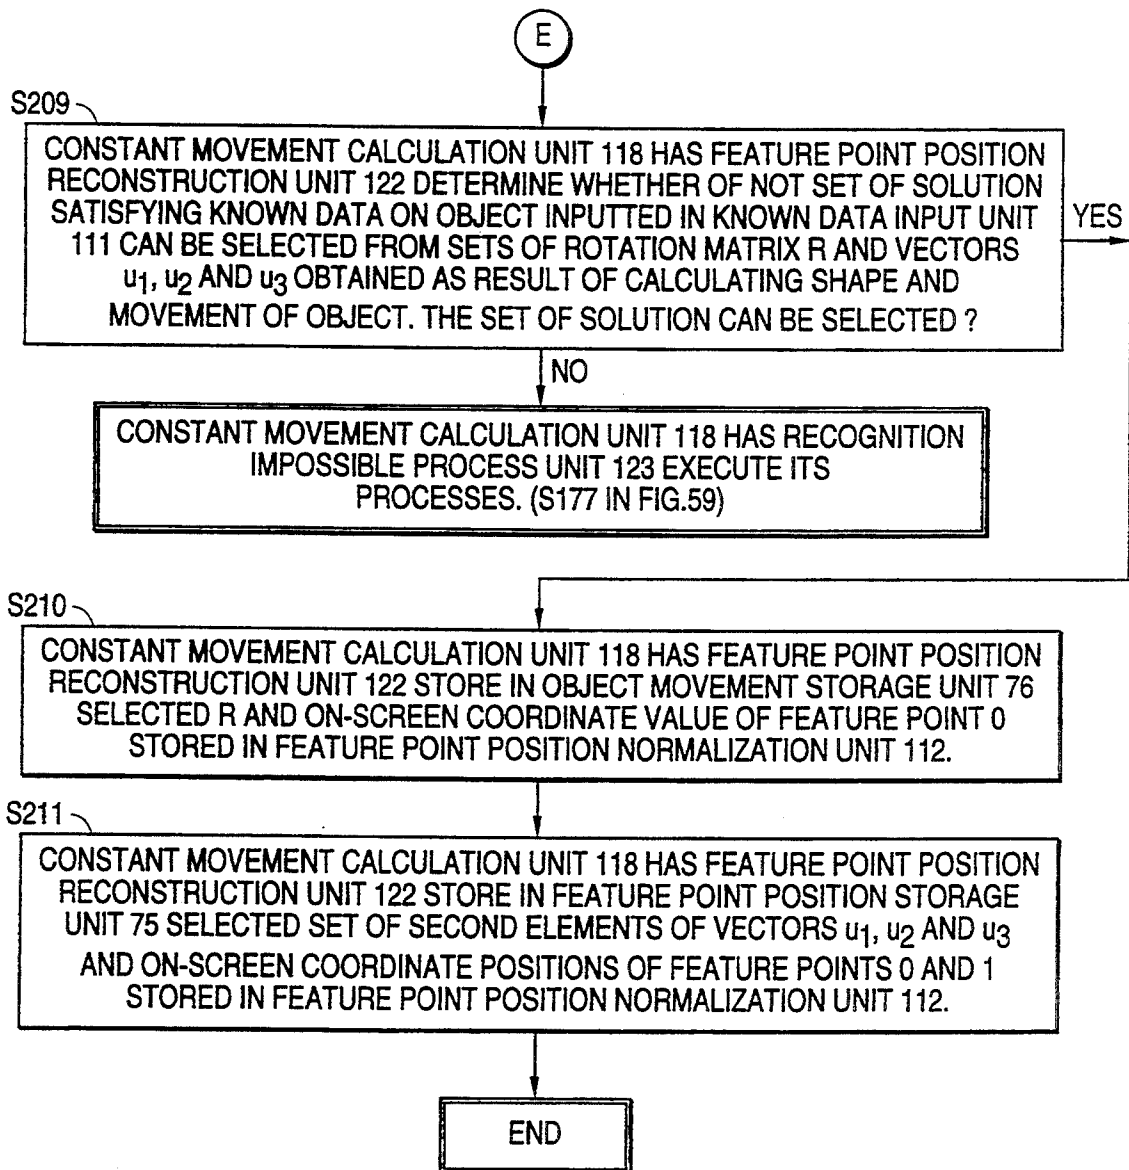 E
S209
CONSTANT MOVEMENT CALCULATION UNIT 118 HAS FEATURE POINT POSITION
RECONSTRUCTION UNIT 122 DETERMINE WHETHER OF NOT SET OF SOLUTION
SATISFYING KNOWN DATA ON OBJECT INPUTTED IN KNOWN DATA INPUT UNIT
111 CAN BE SELECTED FROM SETS OF ROTATION MATRIX R AND VECTORS
u1, u2 AND u3 OBTAINED AS RESULT OF CALCULATING SHAPE AND
MOVEMENT OF OBJECT. THE SET OF SOLUTION CAN BE SELECTED ?
YES
NO
CONSTANT MOVEMENT CALCULATION UNIT 118 HAS RECOGNITION
IMPOSSIBLE PROCESS UNIT 123 EXECUTE ITS
PROCESSES. (S177 IN FIG.59)
S210
CONSTANT MOVEMENT CALCULATION UNIT 118 HAS FEATURE POINT POSITION
RECONSTRUCTION UNIT 122 STORE IN OBJECT MOVEMENT STORAGE UNIT 76
SELECTED R AND ON-SCREEN COORDINATE VALUE OF FEATURE POINT 0
STORED IN FEATURE POINT POSITION NORMALIZATION UNIT 112.
S211
CONSTANT MOVEMENT CALCULATION UNIT 118 HAS FEATURE POINT POSITION
RECONSTRUCTION UNIT 122 STORE IN FEATURE POINT POSITION STORAGE
UNIT 75 SELECTED SET OF SECOND ELEMENTS OF VECTORS u1, u2 AND u3
AND ON-SCREEN COORDINATE POSITIONS OF FEATURE POINTS 0 AND 1
STORED IN FEATURE POINT POSITION NORMALIZATION UNIT 112.
END